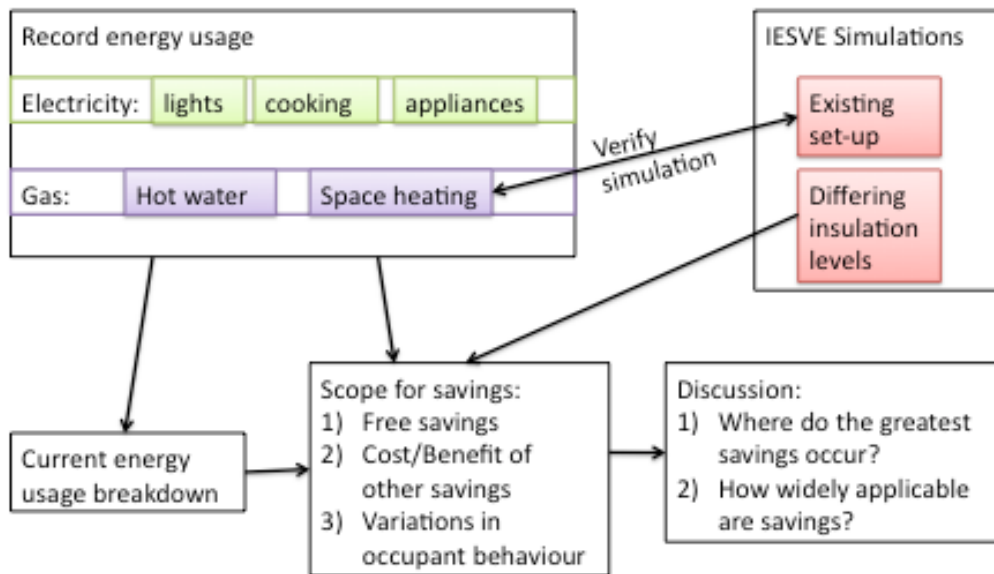 Record energy usage
Electricity: lights cooking appliances
Gas: Hot water Space heating
Verify
simulation
IESVE Simulations
Existing
set-up
Differing
insulation
levels
Current energy
usage breakdown
Scope for savings:
1) Free savings
2) Cost/Benefit of
other savings
3) Variations in
occupant behaviour
Discussion:
1) Where do the greatest
savings occur?
2) How widely applicable
are savings?